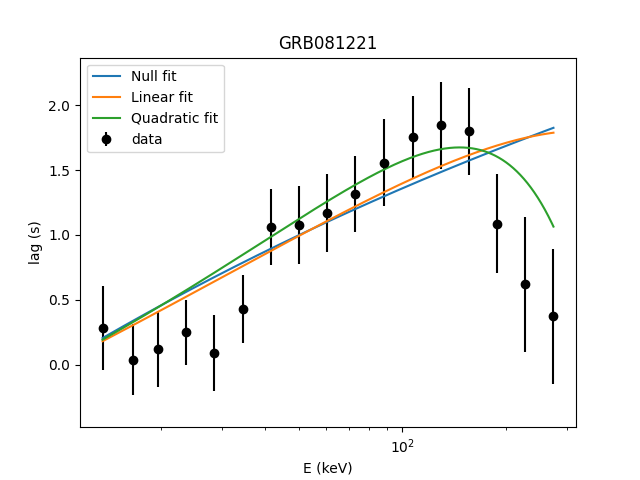 GRB081221
Null fit
Linear fit
Quadratic fit
data
lag (s)
2.0
1.5
1.0
0.5
0.0
10²
E (keV)